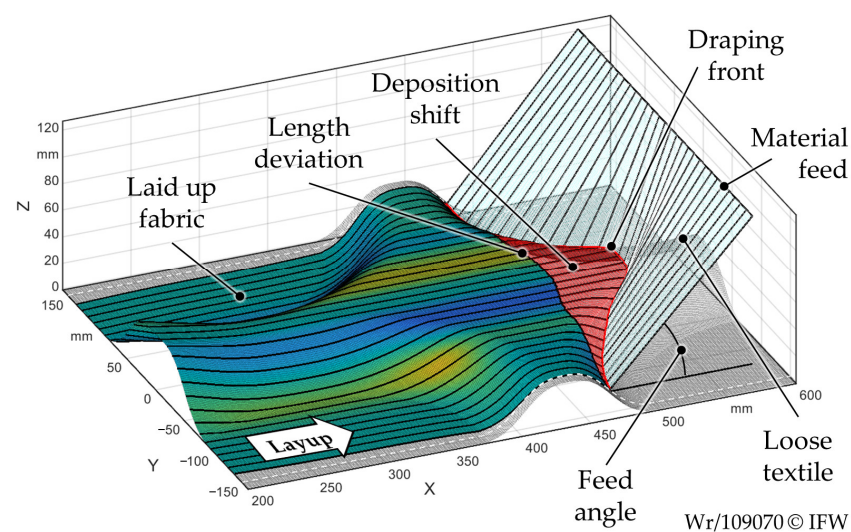 Draping
front
Deposition
shift
Length
deviation
Material
feed
Laid up
fabric
120
mm
80
60
40
20
0
Z
150
mm
50
0
−50
−100
−150
Y
Layup
200
250
300
350
400
450
500
mm
600
X
Feed
angle
Loose
textile
Wr/109070 © IFW